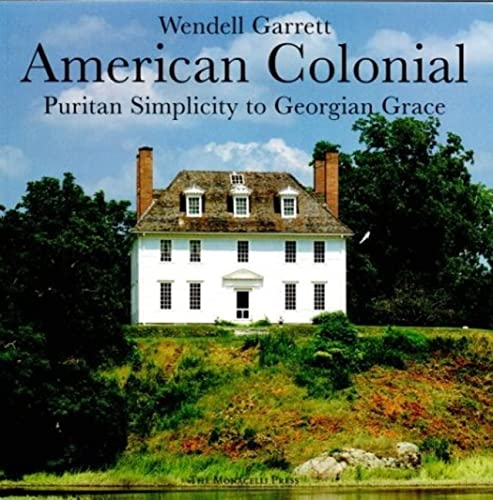 Wendell Garrett
American Colonial
Puritan Simplicity to Georgian Grace
THE MONACELLI PRESS